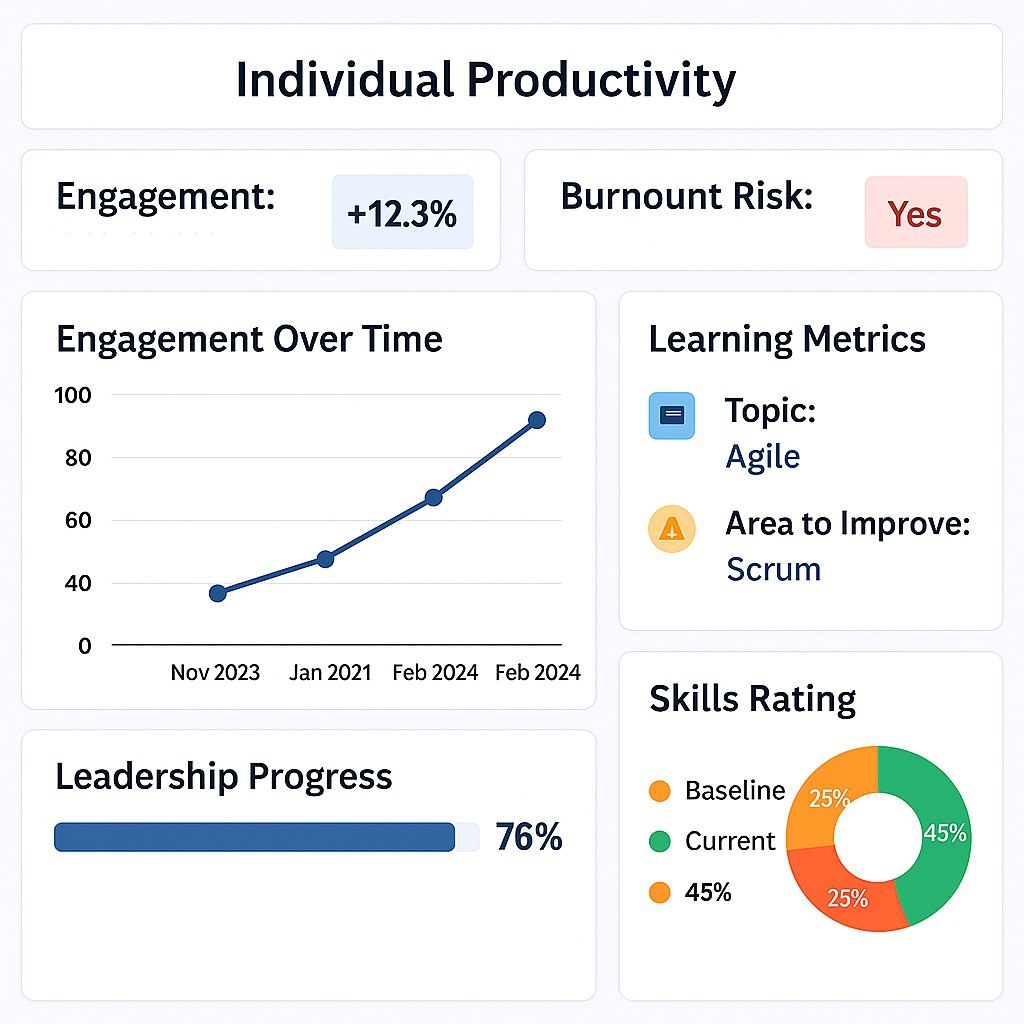 Individual Productivity
Engagement:
+12.3%
Burnount Risk:
Yes
Engagement Over Time
100
80
60
40
0
Nov 2023 Jan 2021 Feb 2024 Feb 2024
Learning Metrics
Topic:
Agile
Area to Improve:
Scrum
Leadership Progress
76%
Skills Rating
Baseline
Current
45%
25%
45%
25%